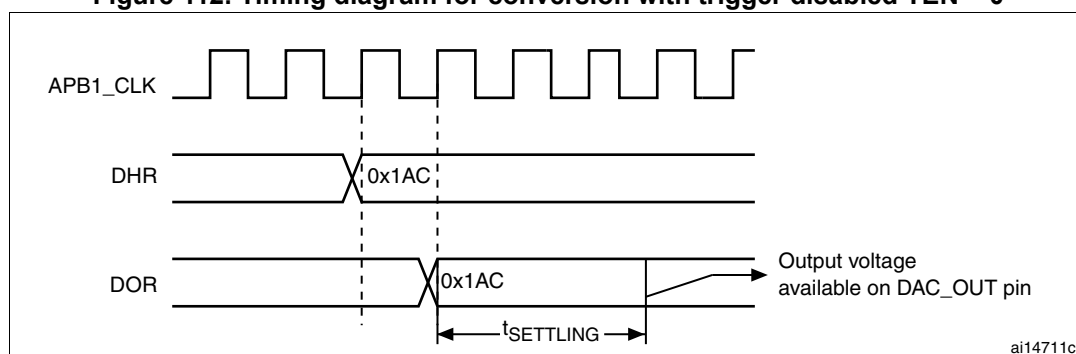 Figure 112. Timing diagram for conversion with trigger disabled TEN = 0
APB1_CLK
DHR
0x1AC
DOR
0x1AC
Output voltage
available on DAC_OUT pin
tSETTLING
ai14711c